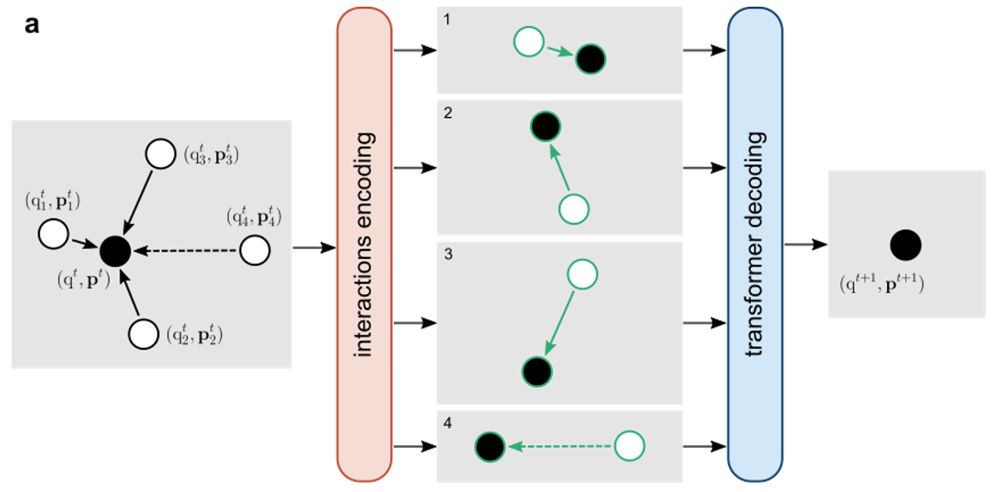 a
(q₃ᵗ, p₃ᵗ)
(q₁ᵗ, p₁ᵗ)
(q₄ᵗ, p₄ᵗ)
(qᵗ, pᵗ)
(q₂ᵗ, p₂ᵗ)
interactions encoding
1
2
3
4
transformer decoding
(qᵗ⁺¹, pᵗ⁺¹)